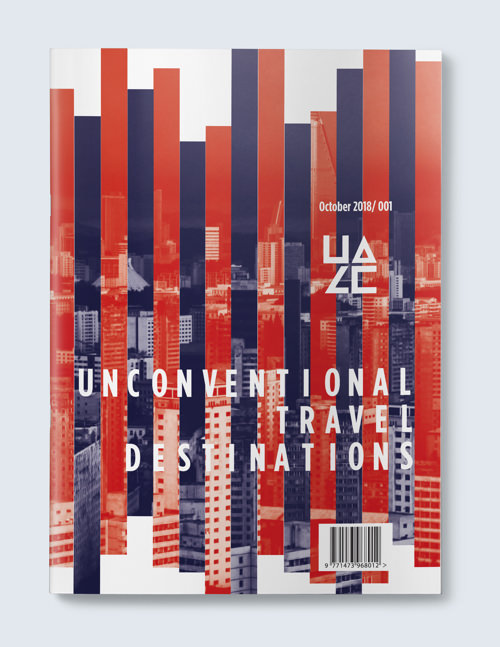 October 2018/ 001
UNCONVENTIONAL
TRAVEL
DESTINATIONS
9 771473 968012 >